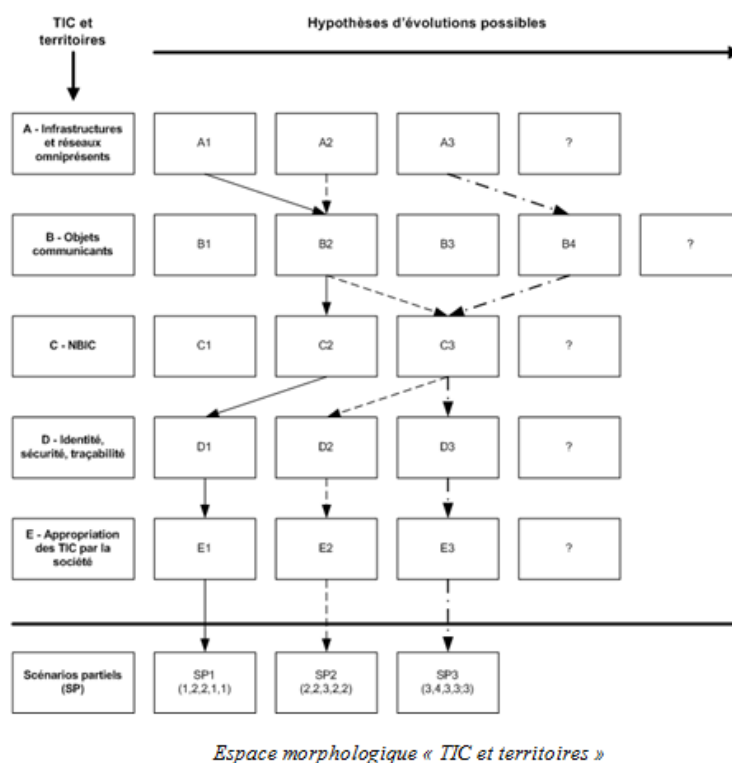 TIC et
territoires
Hypothèses d'évolutions possibles
A - Infrastructures
et réseaux
omniprésents
A1
A2
A3
?
B - Objets
communicants
B1
B2
B3
B4
?
C - NBIC
C1
C2
C3
?
D - Identité,
sécurité, traçabilité
D1
D2
D3
?
E - Appropriation
des TIC par la
société
E1
E2
E3
?
Scénarios partiels
(SP)
SP1
(1,2,2,1,1)
SP2
(2,2,3,2,2)
SP3
(3,4,3,3;3)
Espace morphologique « TIC et territoires »